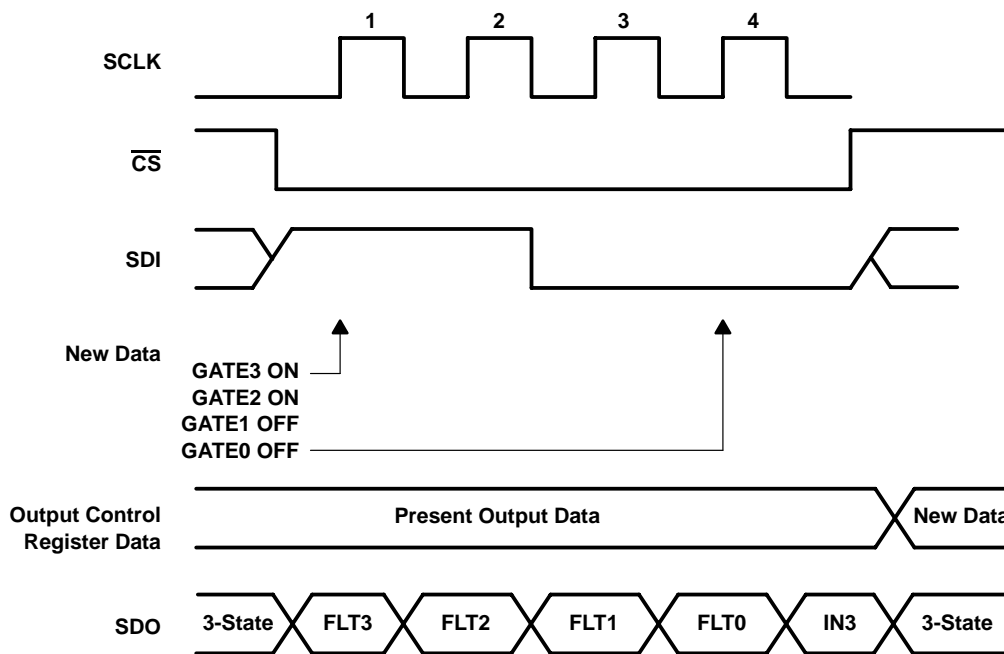 1 2 3 4
SCLK
CS
SDI
New Data
GATE3 ON
GATE2 ON
GATE1 OFF
GATE0 OFF
Output Control
Register Data
Present Output Data
New Data
SDO
3-State
FLT3
FLT2
FLT1
FLT0
IN3
3-State